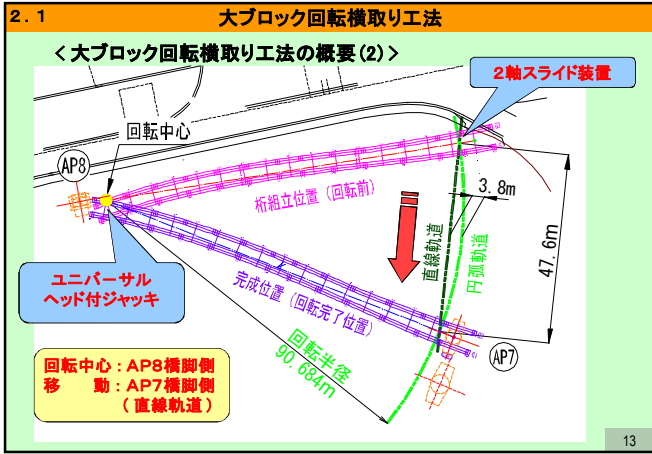 2.1 大ブロック回転横取り工法
<大ブロック回転横取り工法の概要(2)>
2軸スライド装置
回転中心
AP8
桁組立位置(回転前)
3.8m
直線軌道
円弧軌道
47.6m
ユニバーサル
ヘッド付ジャッキ
完成位置(回転完了位置)
AP7
回転半径
90.684m
回転中心:AP8橋脚側
移 動:AP7橋脚側
(直線軌道)
13